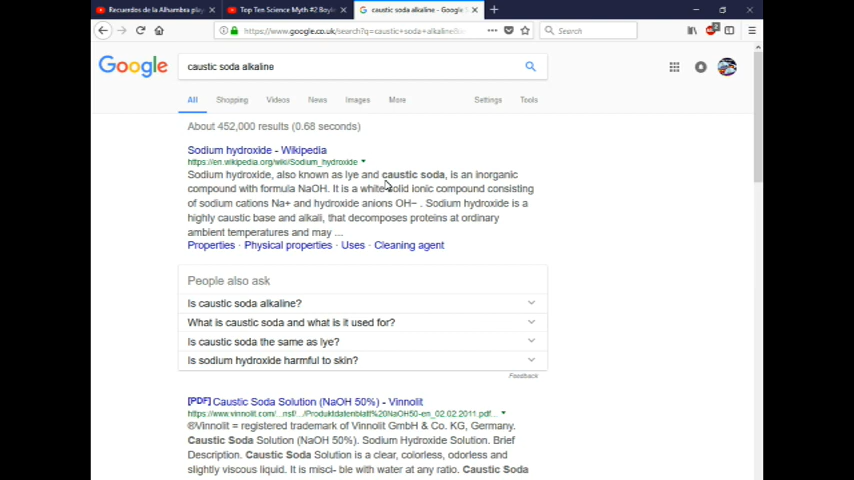 Recuerdos de la Alhambra play
Top Ten Science Myth #2 Boyle
caustic soda alkaline - Google S
https://www.google.co.uk/search?q=caustic+soda+alkaline
Search
2
Google
caustic soda alkaline
All Shopping Videos News Images More Settings Tools
About 452,000 results (0.68 seconds)
Sodium hydroxide - Wikipedia
https://en.wikipedia.org/wiki/Sodium_hydroxide
Sodium hydroxide, also known as lye and caustic soda, is an inorganic
compound with formula NaOH. It is a white solid ionic compound consisting
of sodium cations Na+ and hydroxide anions OH− . Sodium hydroxide is a
highly caustic base and alkali, that decomposes proteins at ordinary
ambient temperatures and may ...
Properties · Physical properties · Uses · Cleaning agent
People also ask
Is caustic soda alkaline?
What is caustic soda and what is it used for?
Is caustic soda the same as lye?
Is sodium hydroxide harmful to skin?
Feedback
[PDF] Caustic Soda Solution (NaOH 50%) - Vinnolit
https://www.vinnolit.com/...nsf/.../Produktdatenblatt%20NaOH50-en_02.02.2011.pdf...
®Vinnolit = registered trademark of Vinnolit GmbH & Co. KG, Germany.
Caustic Soda Solution (NaOH 50%). Sodium Hydroxide Solution. Brief
Description. Caustic Soda Solution is a clear, colorless, odorless and
slightly viscous liquid. It is misci- ble with water at any ratio. Caustic Soda